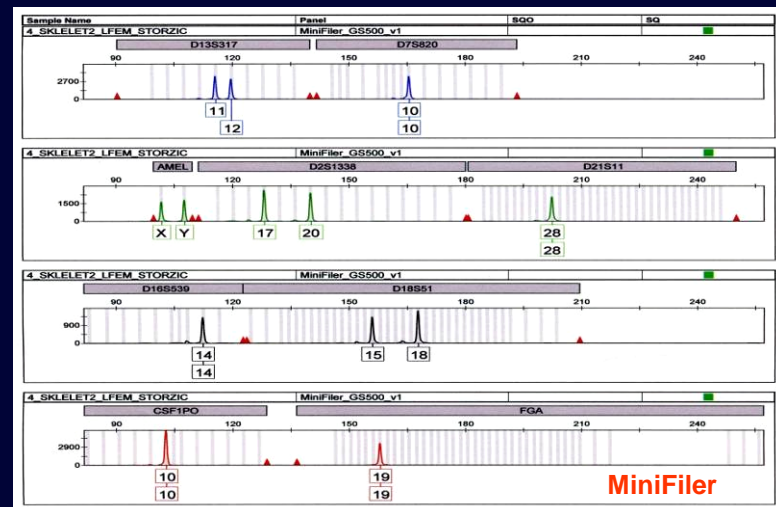 Sample Name Panel SQO SQ
4_SKLELET2_LFEM_STORZIC MiniFiler_GS500_v1
D13S317 D7S820
90 120 150 180 210 240
2700
0
11 10
12 10
4_SKLELET2_LFEM_STORZIC MiniFiler_GS500_v1
AMEL D2S1338 D21S11
90 120 150 180 210 240
1500
0
X Y 17 20 28
28
4_SKLELET2_LFEM_STORZIC MiniFiler_GS500_v1
D16S539 D18S51
90 120 150 180 210 240
900
0
14 15 18
14
4_SKLELET2_LFEM_STORZIC MiniFiler_GS500_v1
CSF1PO FGA
90 120 150 180 210 240
2900
0
10 19
10 19
MiniFiler